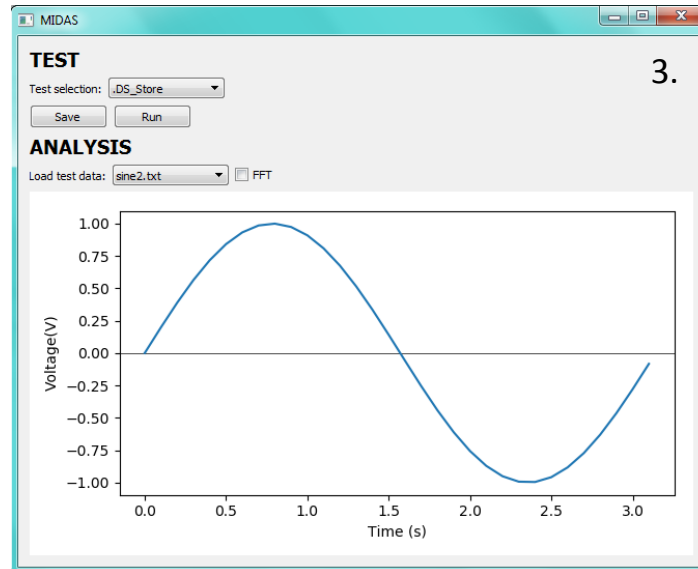 MIDAS
TEST
3.
Test selection: .DS_Store
Save Run
ANALYSIS
Load test data: sine2.txt FFT
1.00
0.75
0.50
0.25
0.00
−0.25
−0.50
−0.75
−1.00
Voltage(V)
0.0 0.5 1.0 1.5 2.0 2.5 3.0
Time (s)